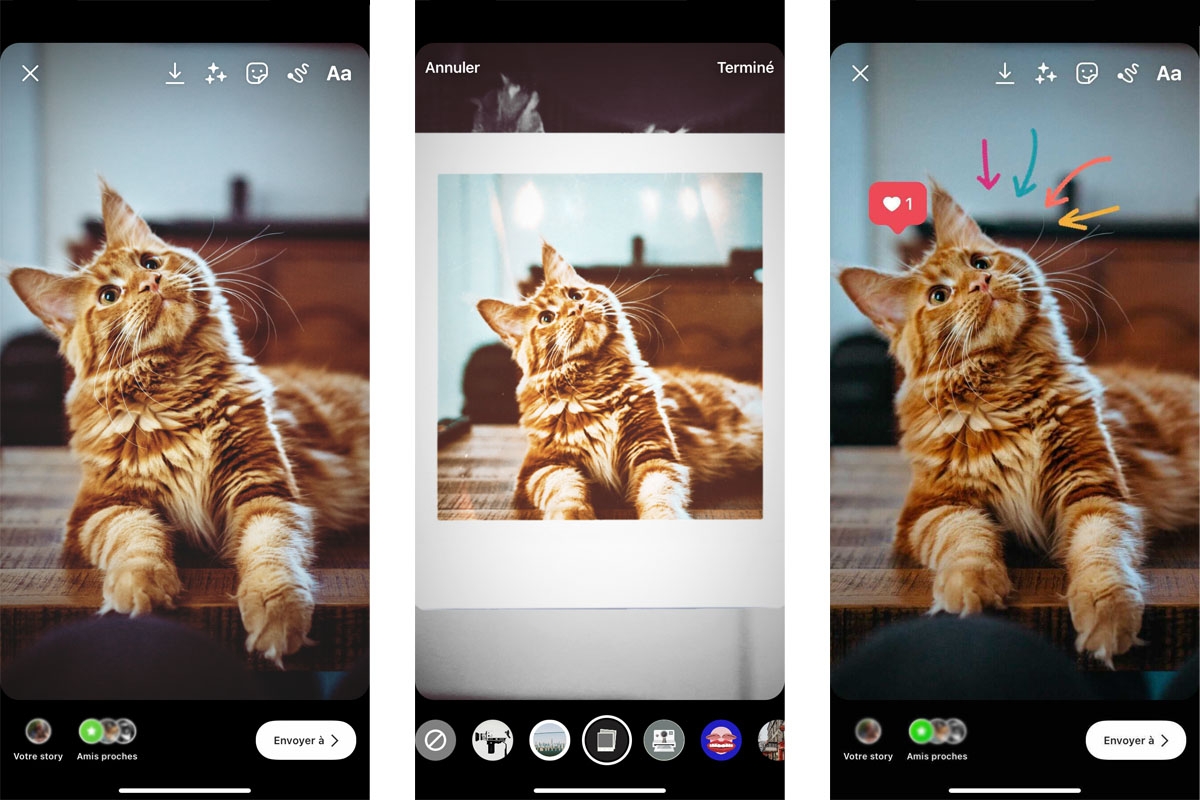 Aa
Votre story
Amis proches
Envoyer à
Annuler
Terminé
1
Aa
Votre story
Amis proches
Envoyer à